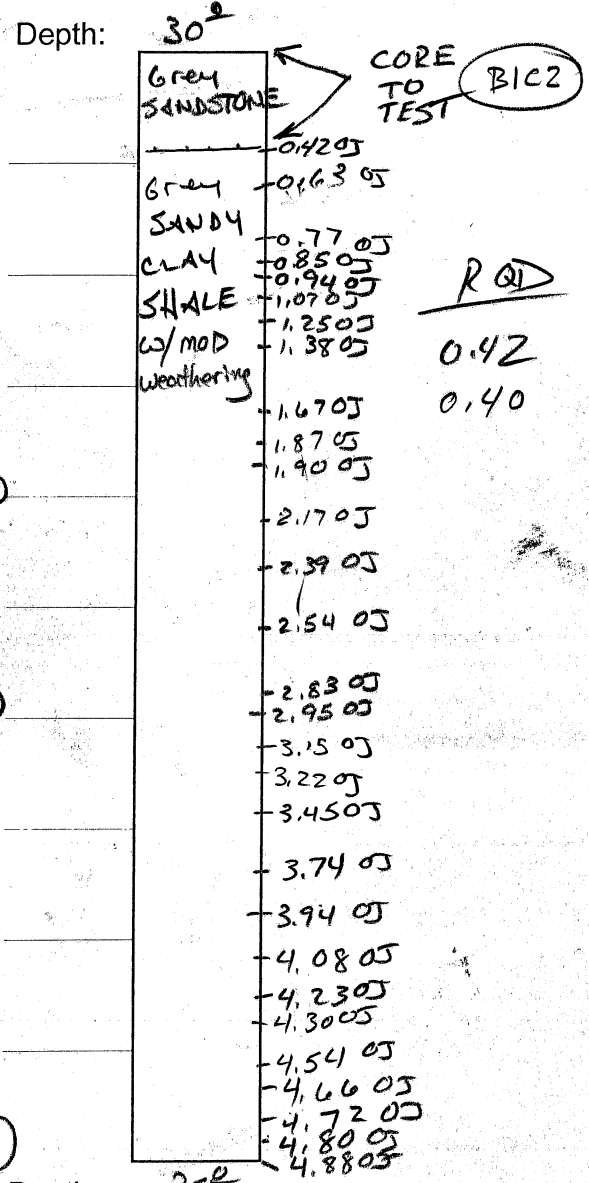 Depth: 30⁰
Grey
SANDSTONE
CORE
TO
TEST
B1C2
0.42 OJ
Grey
SANDY
CLAY
SHALE
W/ MOD
weathering
0.63 OJ
0.77 OJ
0.85 OJ
0.94 OJ
1.07 OJ
1.25 OJ
1.38 OJ
RQD
0.42
0.40
1.67 OJ
1.87 OJ
1.90 OJ
2.17 OJ
2.39 OJ
2.54 OJ
2.83 OJ
2.95 OJ
3.15 OJ
3.22 OJ
3.45 OJ
3.74 OJ
3.94 OJ
4.08 OJ
4.23 OJ
4.30 OJ
4.54 OJ
4.66 OJ
4.72 OJ
4.80 OJ
4.88 OJ